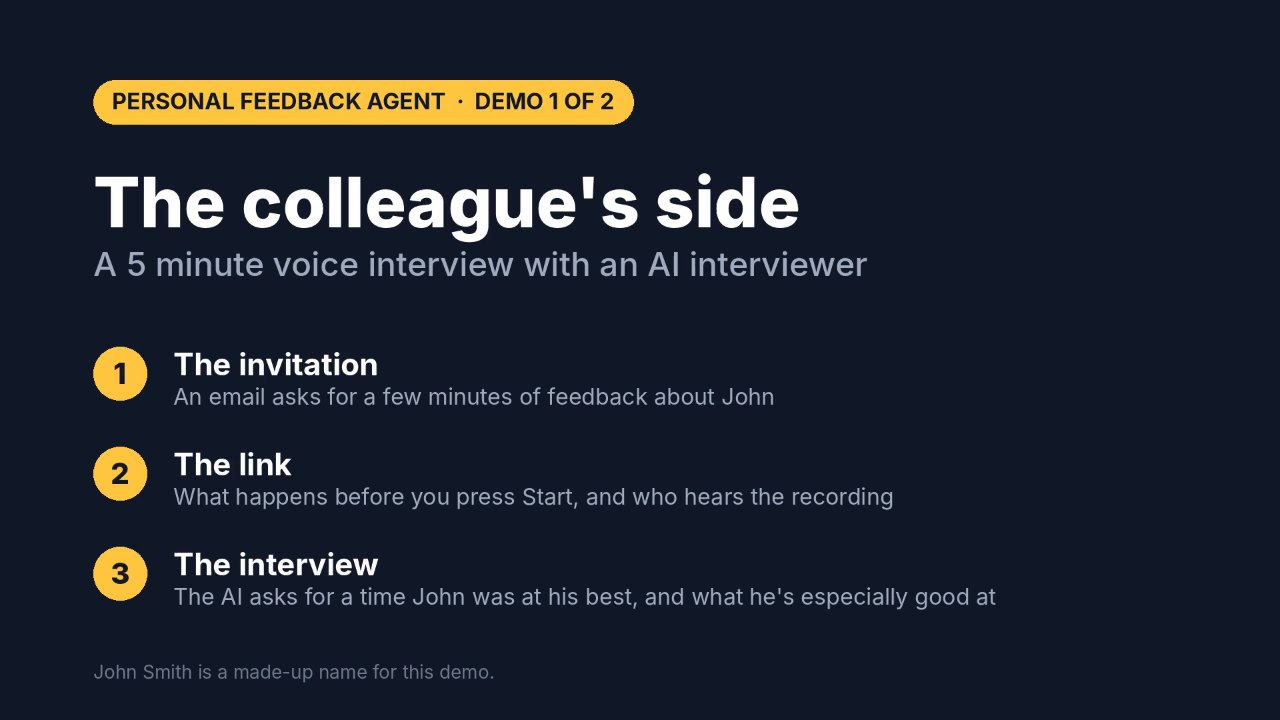 PERSONAL FEEDBACK AGENT · DEMO 1 OF 2
The colleague's side
A 5 minute voice interview with an AI interviewer
1
The invitation
An email asks for a few minutes of feedback about John
2
The link
What happens before you press Start, and who hears the recording
3
The interview
The AI asks for a time John was at his best, and what he's especially good at
John Smith is a made-up name for this demo.